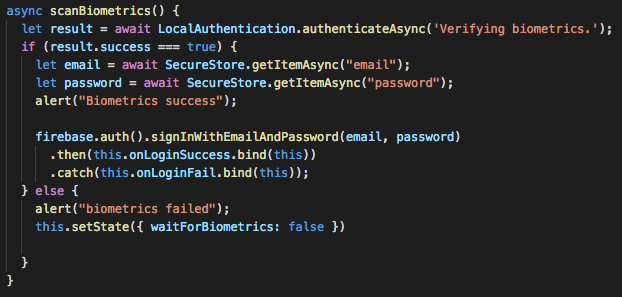 async scanBiometrics() {
  let result = await LocalAuthentication.authenticateAsync('Verifying biometrics.');
  if (result.success === true) {
    let email = await SecureStore.getItemAsync("email");
    let password = await SecureStore.getItemAsync("password");
    alert("Biometrics success");

    firebase.auth().signInWithEmailAndPassword(email, password)
      .then(this.onLoginSuccess.bind(this))
      .catch(this.onLoginFail.bind(this));
  } else {
    alert("biometrics failed");
    this.setState({ waitForBiometrics: false })

  }
}